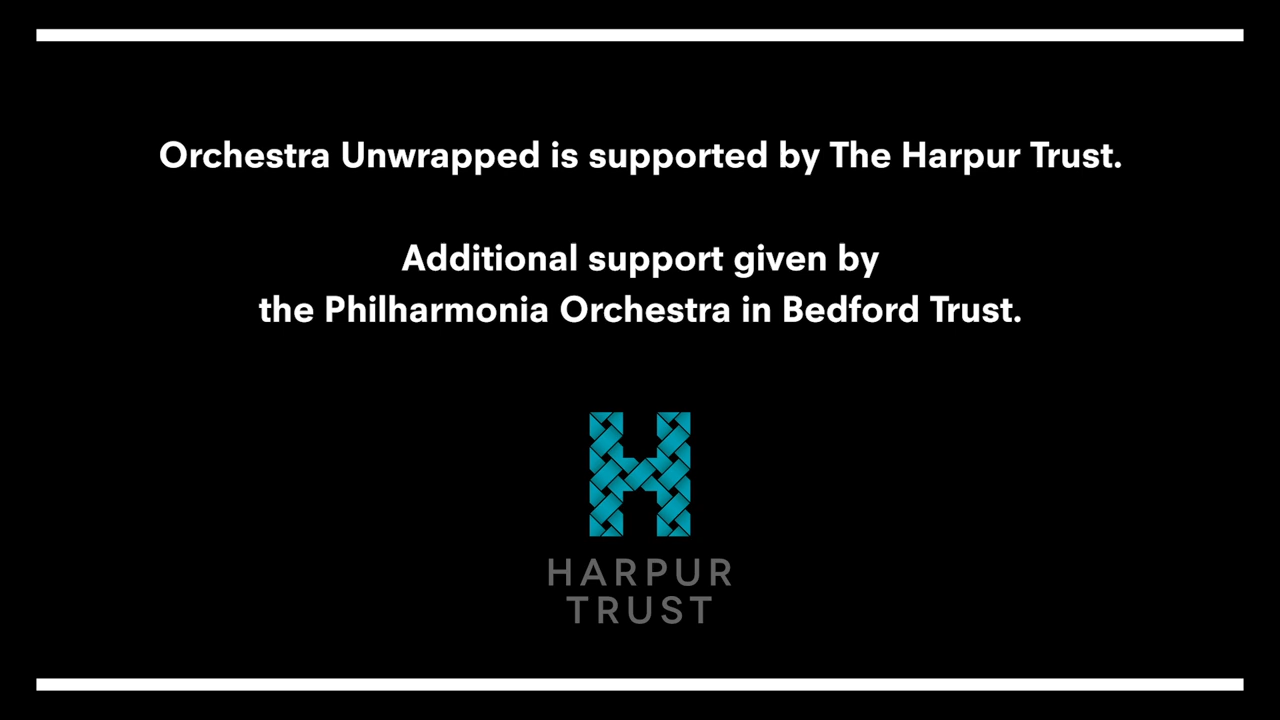 Orchestra Unwrapped is supported by The Harpur Trust.
Additional support given by
the Philharmonia Orchestra in Bedford Trust.
HARPUR
TRUST